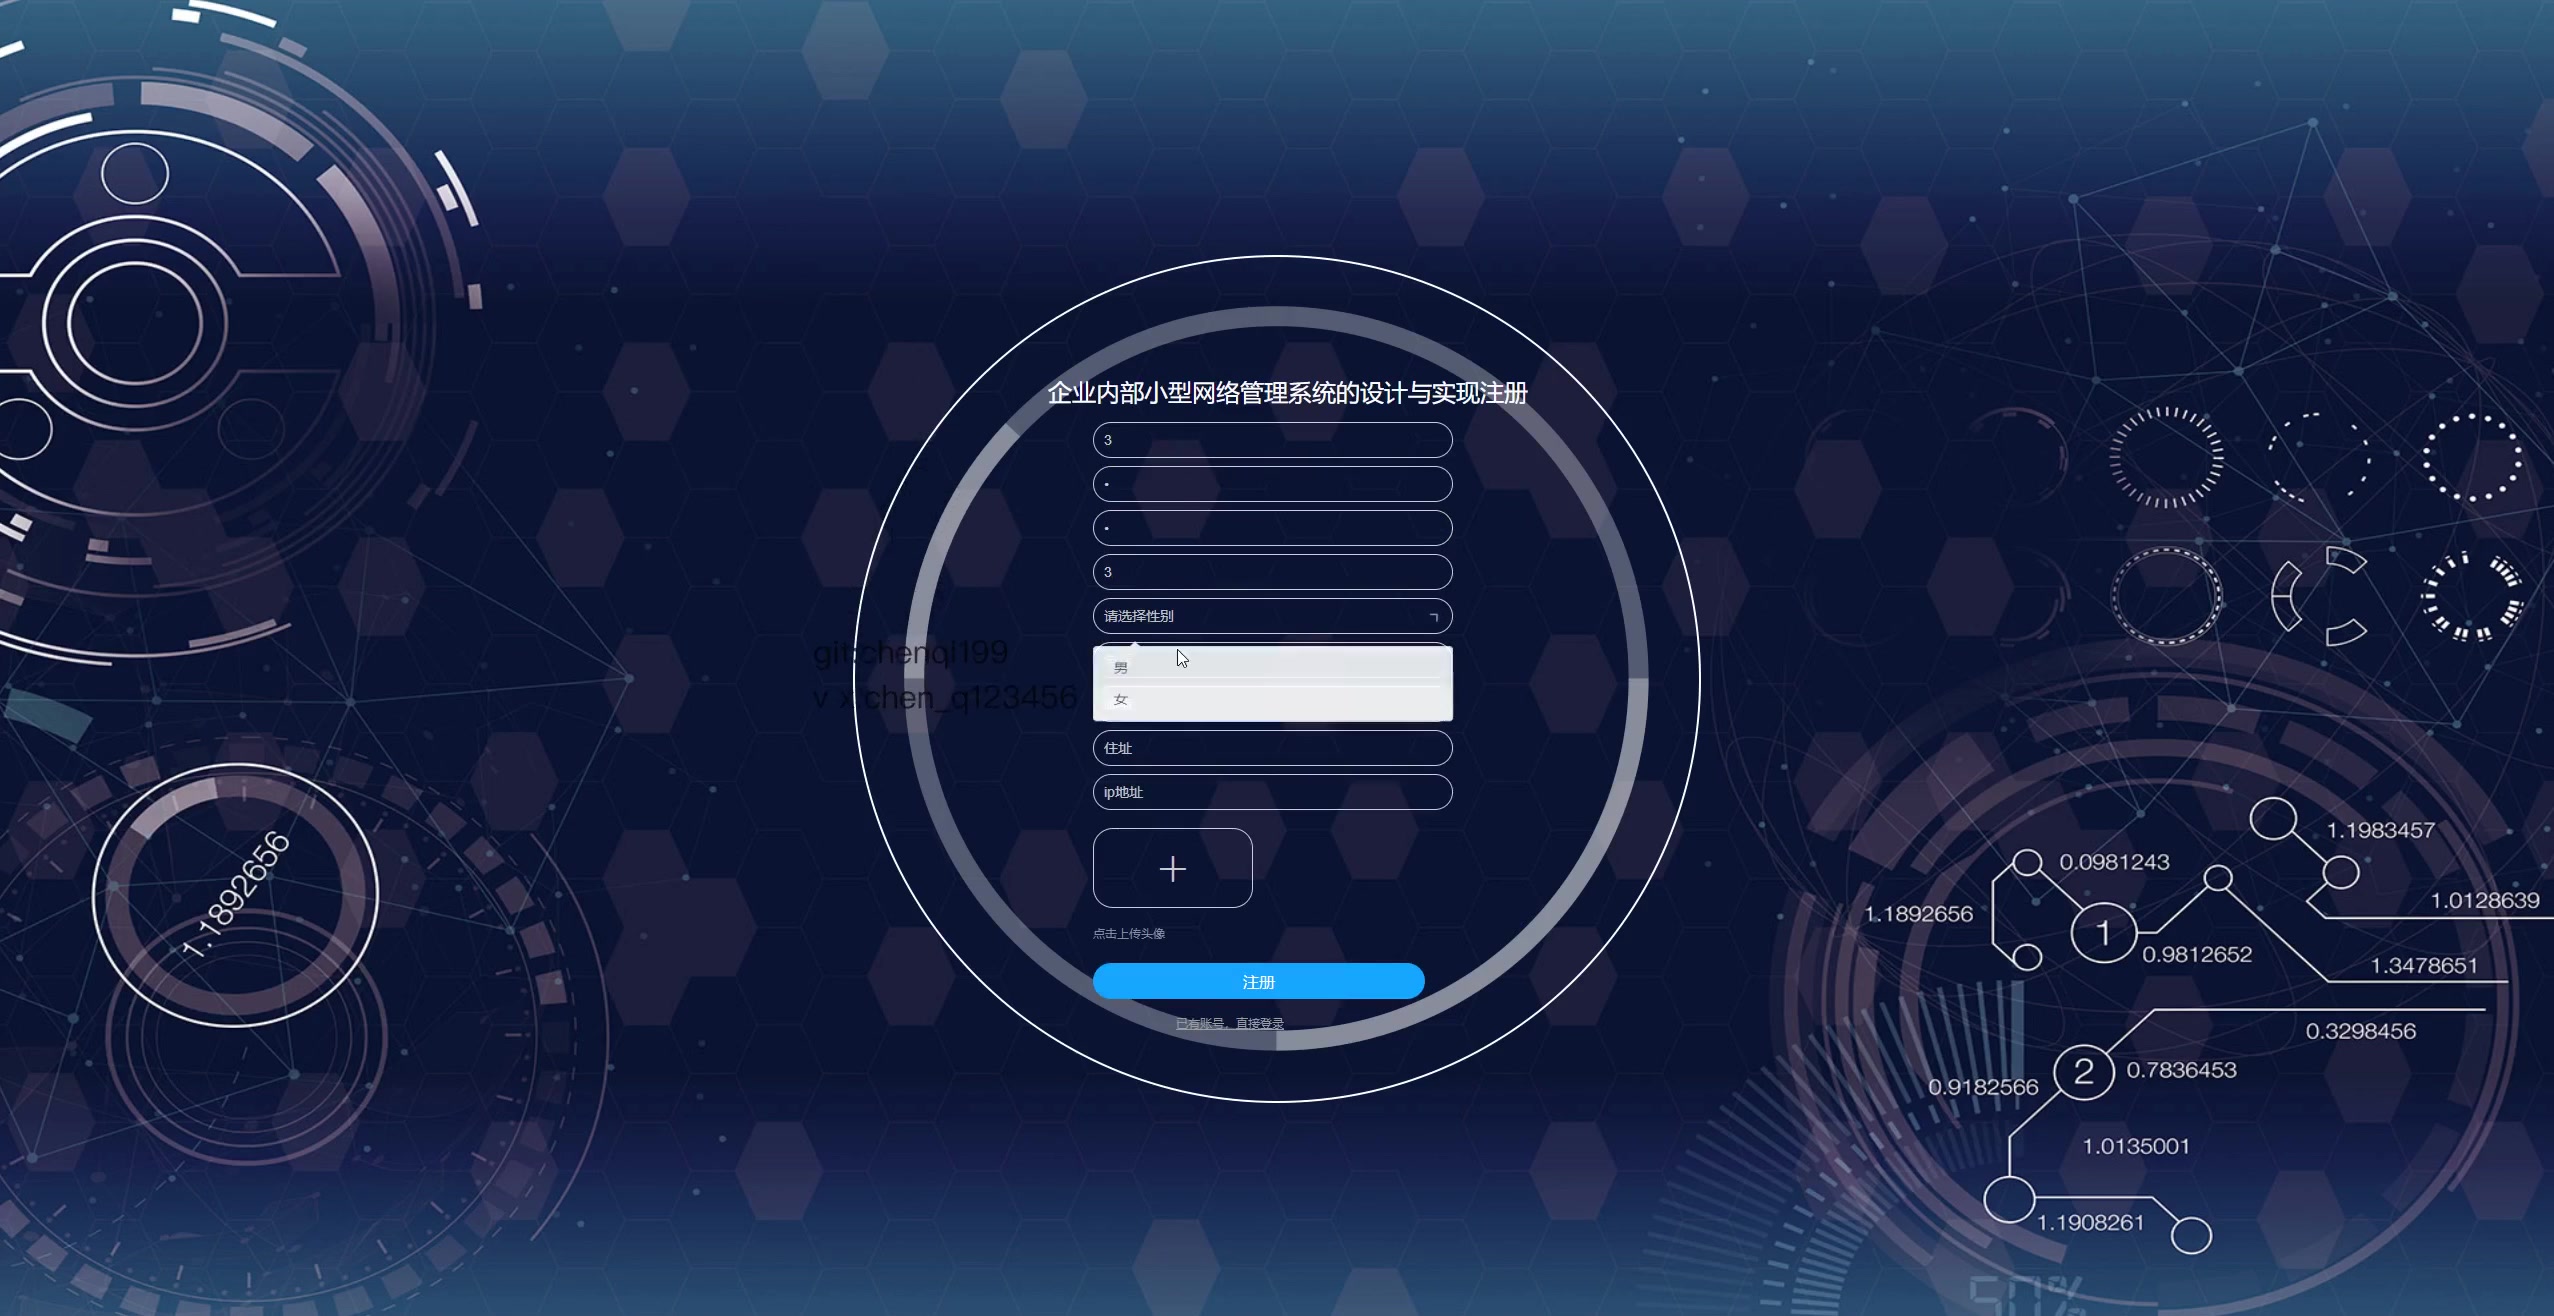 企业内部小型网络管理系统的设计与实现注册
3
•
•
3
请选择性别
男
女
git:chenqi199
v x:chen_q123456
住址
ip地址
点击上传头像
注册
已有账号，直接登录
1.1892656
1.1983457
0.0981243
1.0128639
1.1892656
1
0.9812652
1.3478651
0.3298456
2
0.7836453
0.9182566
1.0135001
1.1908261
50%